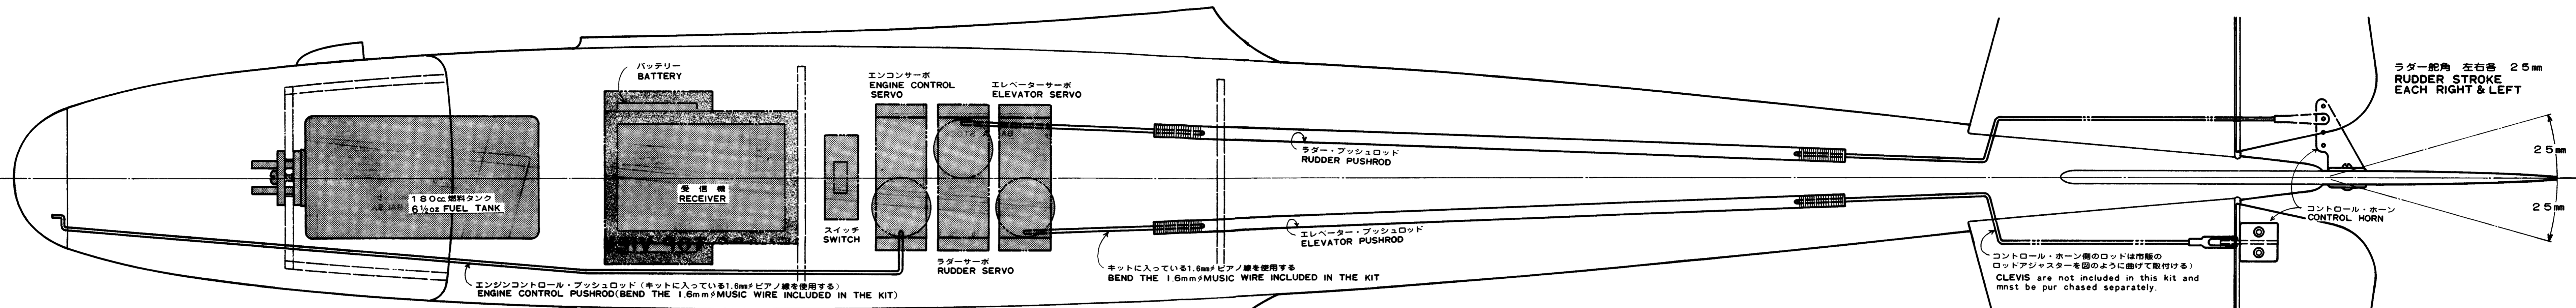 バッテリー
BATTERY
エンコンサーボ
ENGINE CONTROL
SERVO
エレベーターサーボ
ELEVATOR SERVO
ラダー舵角 左右各 25mm
RUDDER STROKE
EACH RIGHT & LEFT
ラダー・プッシュロッド
RUDDER PUSHROD
25mm
180cc燃料タンク
6½oz FUEL TANK
受信機
RECEIVER
スイッチ
SWITCH
ラダーサーボ
RUDDER SERVO
エレベーター・プッシュロッド
ELEVATOR PUSHROD
コントロール・ホーン
CONTROL HORN
25mm
キットに入っている1.6mm⌀ピアノ線を使用する
BEND THE 1.6mm⌀MUSIC WIRE INCLUDED IN THE KIT
コントロール・ホーン側のロッドは市販の
ロッドアジャスターを図のように曲げて取付ける)
CLEVIS are not included in this kit and
mnst be pur chased separately.
エンジンコントロール・プッシュロッド(キットに入っている1.6mm⌀ピアノ線を使用する)
ENGINE CONTROL PUSHROD(BEND THE 1.6mm⌀MUSIC WIRE INCLUDED IN THE KIT)